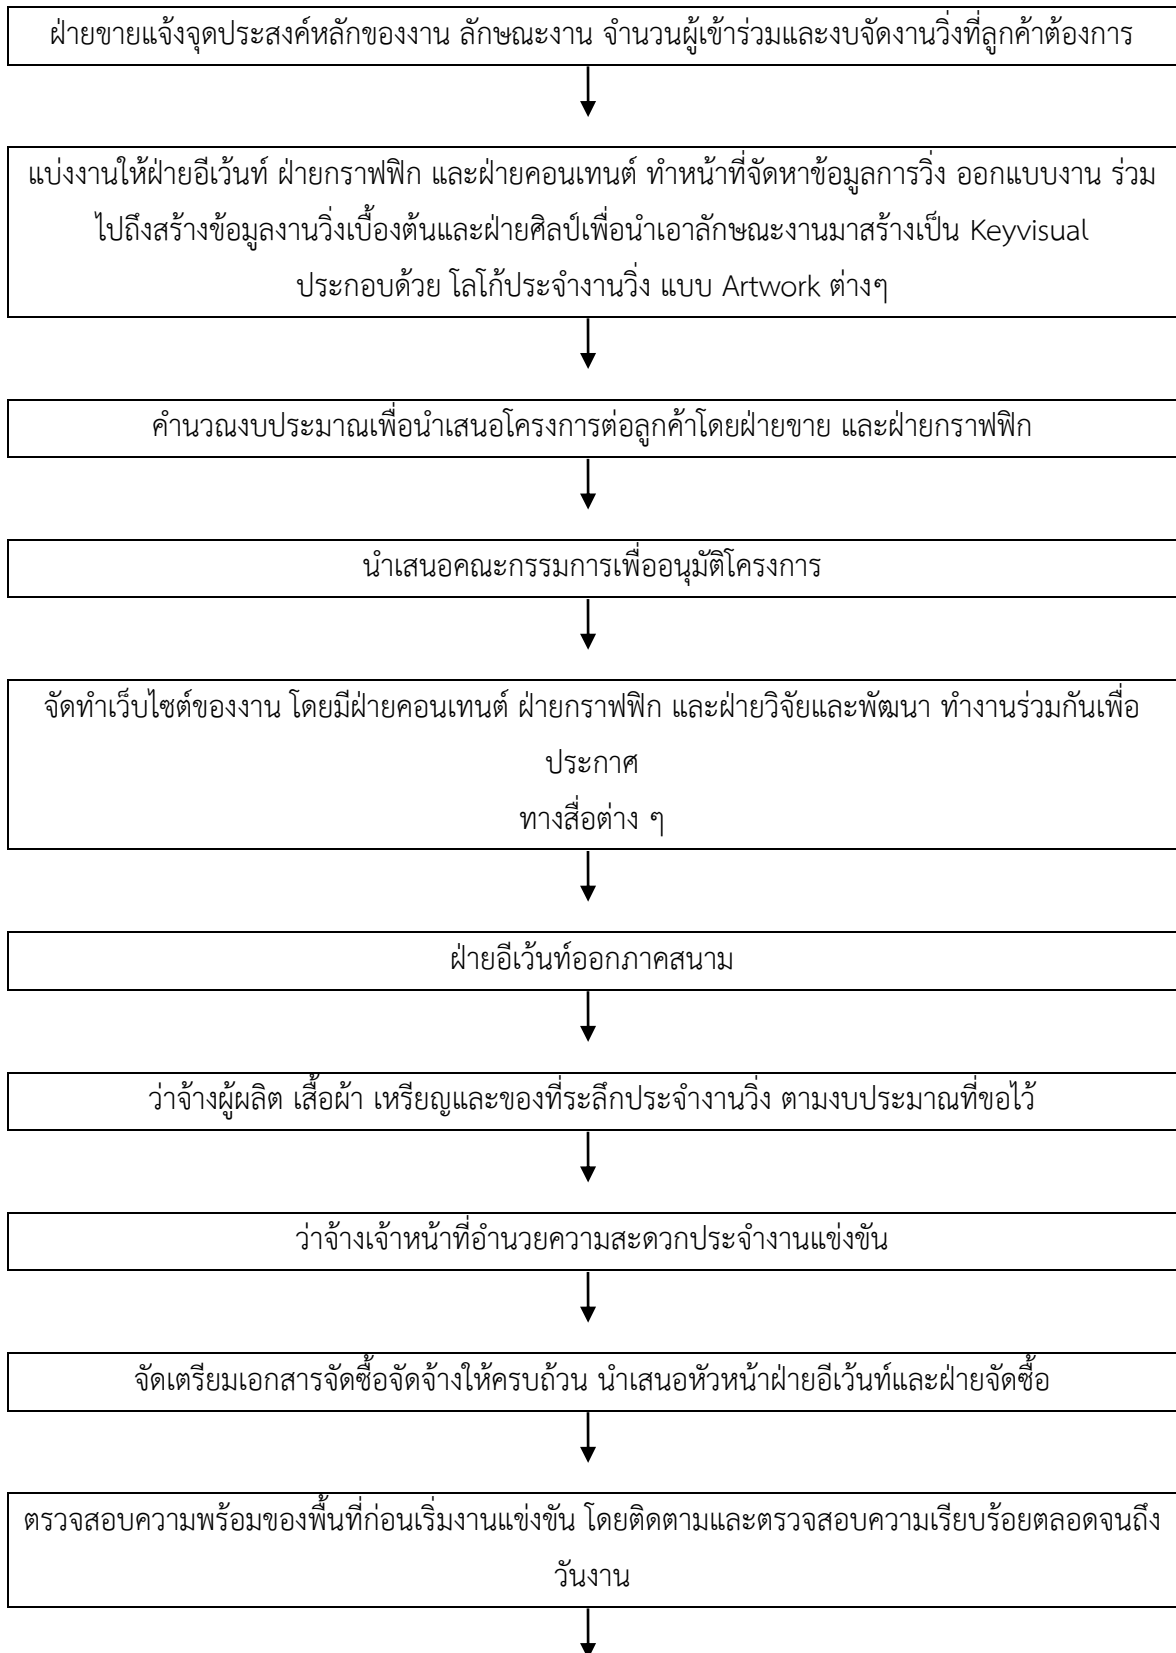 ฝ่ายขายแจ้งจุดประสงค์หลักของงาน ลักษณะงาน จำนวนผู้เข้าร่วมและงบจัดงานวิ่งที่ลูกค้าต้องการ
แบ่งงานให้ฝ่ายอีเว้นท์ ฝ่ายกราฟฟิก และฝ่ายคอนเทนต์ ทำหน้าที่จัดหาข้อมูลการวิ่ง ออกแบบงาน ร่วม
ไปถึงสร้างข้อมูลงานวิ่งเบื้องต้นและฝ่ายศิลป์เพื่อนำเอาลักษณะงานมาสร้างเป็น Keyvisual
ประกอบด้วย โลโก้ประจำงานวิ่ง แบบ Artwork ต่างๆ
คำนวณงบประมาณเพื่อนำเสนอโครงการต่อลูกค้าโดยฝ่ายขาย และฝ่ายกราฟฟิก
นำเสนอคณะกรรมการเพื่ออนุมัติโครงการ
จัดทำเว็บไซต์ของงาน โดยมีฝ่ายคอนเทนต์ ฝ่ายกราฟฟิก และฝ่ายวิจัยและพัฒนา ทำงานร่วมกันเพื่อ
ประกาศ
ทางสื่อต่าง ๆ
ฝ่ายอีเว้นท์ออกภาคสนาม
ว่าจ้างผู้ผลิต เสื้อผ้า เหรียญและของที่ระลึกประจำงานวิ่ง ตามงบประมาณที่ขอไว้
ว่าจ้างเจ้าหน้าที่อำนวยความสะดวกประจำงานแข่งขัน
จัดเตรียมเอกสารจัดซื้อจัดจ้างให้ครบถ้วน นำเสนอหัวหน้าฝ่ายอีเว้นท์และฝ่ายจัดซื้อ
ตรวจสอบความพร้อมของพื้นที่ก่อนเริ่มงานแข่งขัน โดยติดตามและตรวจสอบความเรียบร้อยตลอดจนถึง
วันงาน